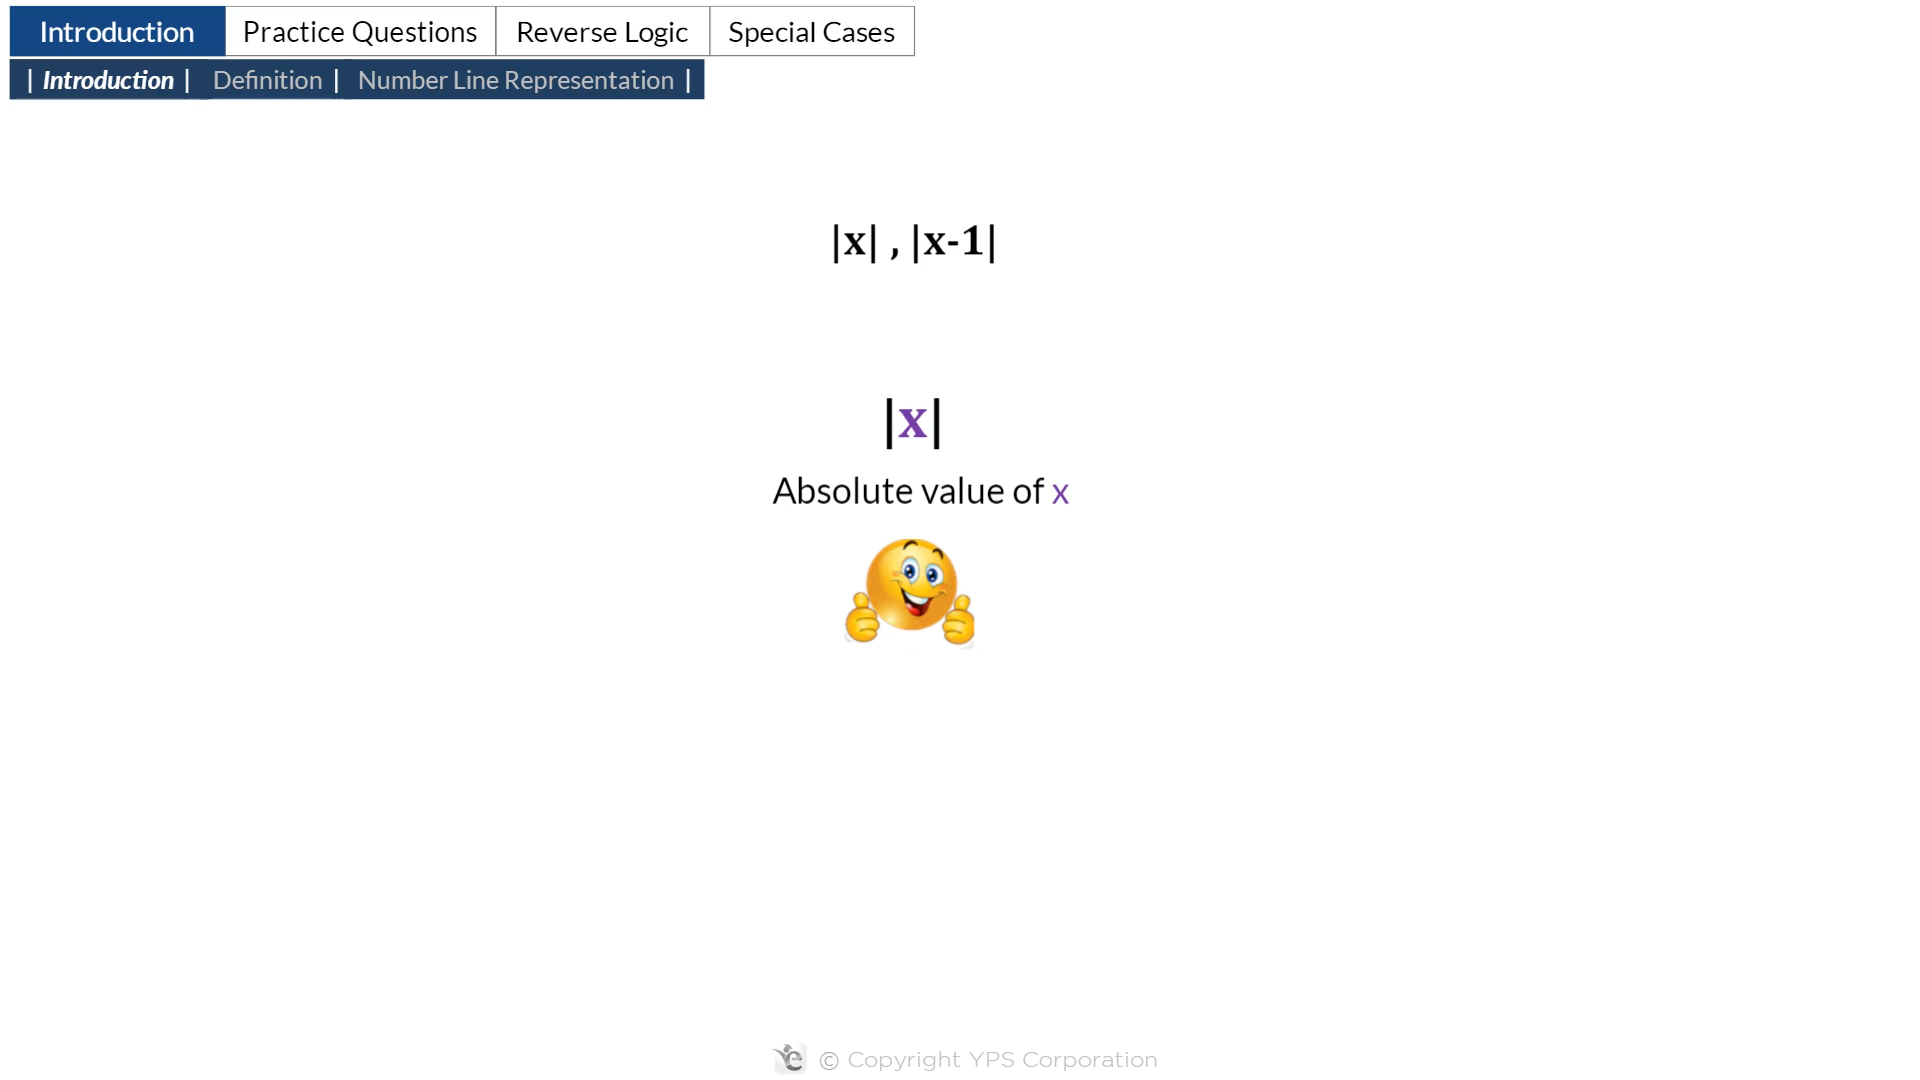 Introduction Practice Questions Reverse Logic Special Cases
| Introduction | Definition | Number Line Representation |
|x| , |x-1|
|x|
Absolute value of x
e © Copyright YPS Corporation